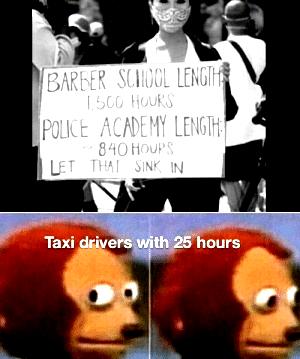 BARBER SCHOOL LENGTH
1,500 HOURS
POLICE ACADEMY LENGTH:
~ 840 HOURS
LET THAT SINK IN
Taxi drivers with 25 hours